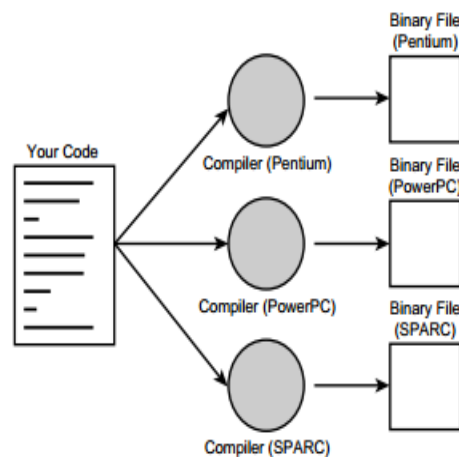 Binary File
(Pentium)
Your Code
Compiler (Pentium)
Binary File
(PowerPC)
Compiler (PowerPC)
Binary File
(SPARC)
Compiler (SPARC)